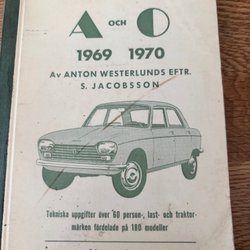 A OCH O
1969 1970
Av ANTON WESTERLUNDS EFTR.
S. JACOBSSON
Tekniska uppgifter över 60 person-, last- och traktor-
märken fördelade på 180 modeller